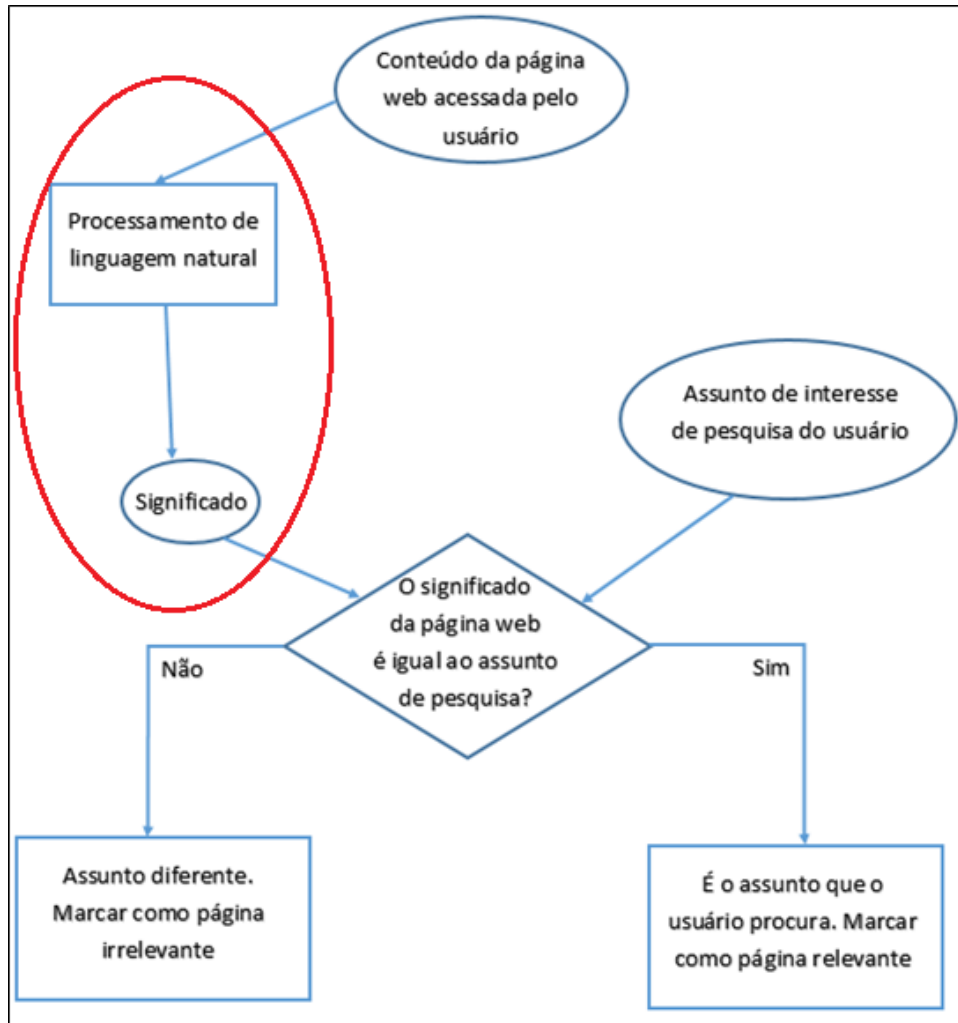 Conteúdo da página
web acessada pelo
usuário
Processamento de
linguagem natural
Assunto de interesse
de pesquisa do usuário
Significado
O significado
da página web
é igual ao assunto
de pesquisa?
Não
Sim
Assunto diferente.
Marcar como página
irrelevante
É o assunto que o
usuário procura. Marcar
como página relevante